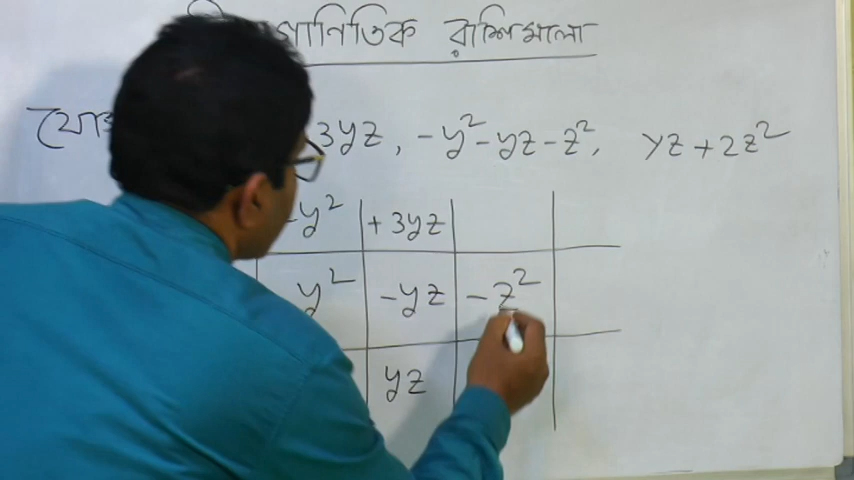 গাণিতিক রাশিমালা
যোগ 3yz, -y²-yz-z², yz+2z²
-y² +3yz
y² -yz -z²
yz